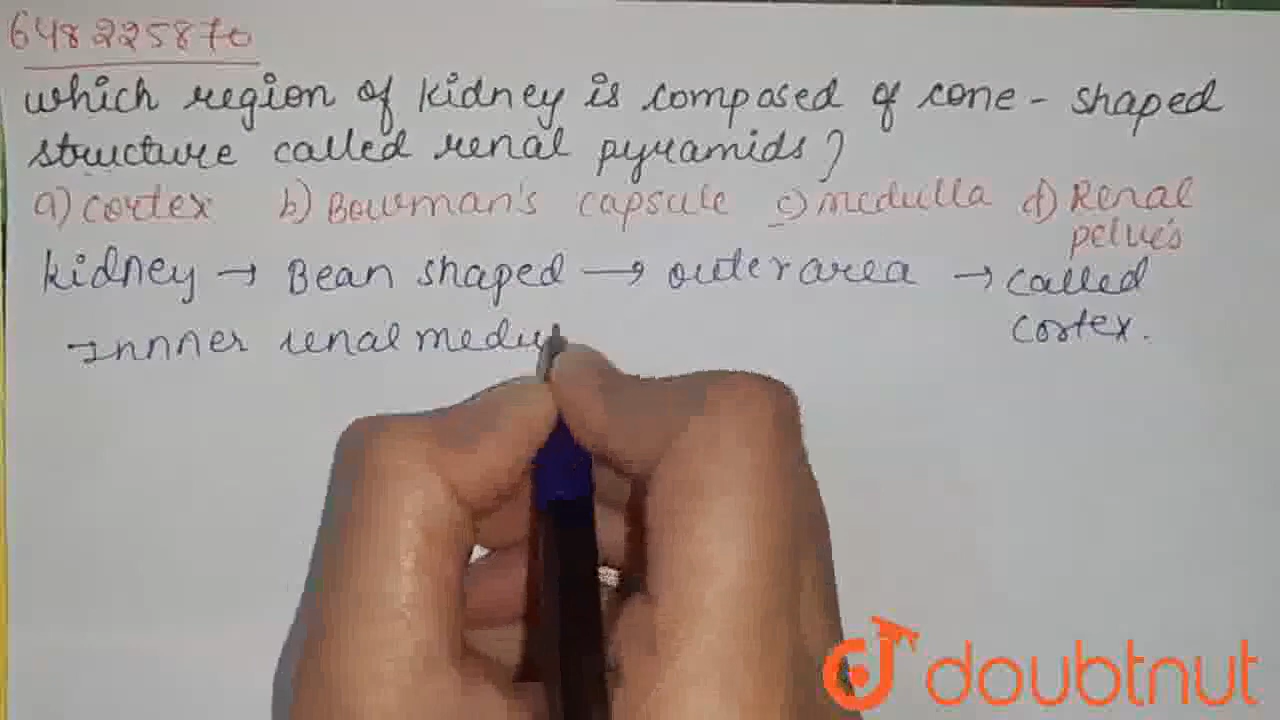 648225870
which region of kidney is composed of cone - shaped
structure called renal pyramids?
a) cortex b) Bowman's capsule c) medulla d) Renal
pelvis
kidney → Bean shaped → outer area → called
cortex.
→ Innner renal medu
doubtnut